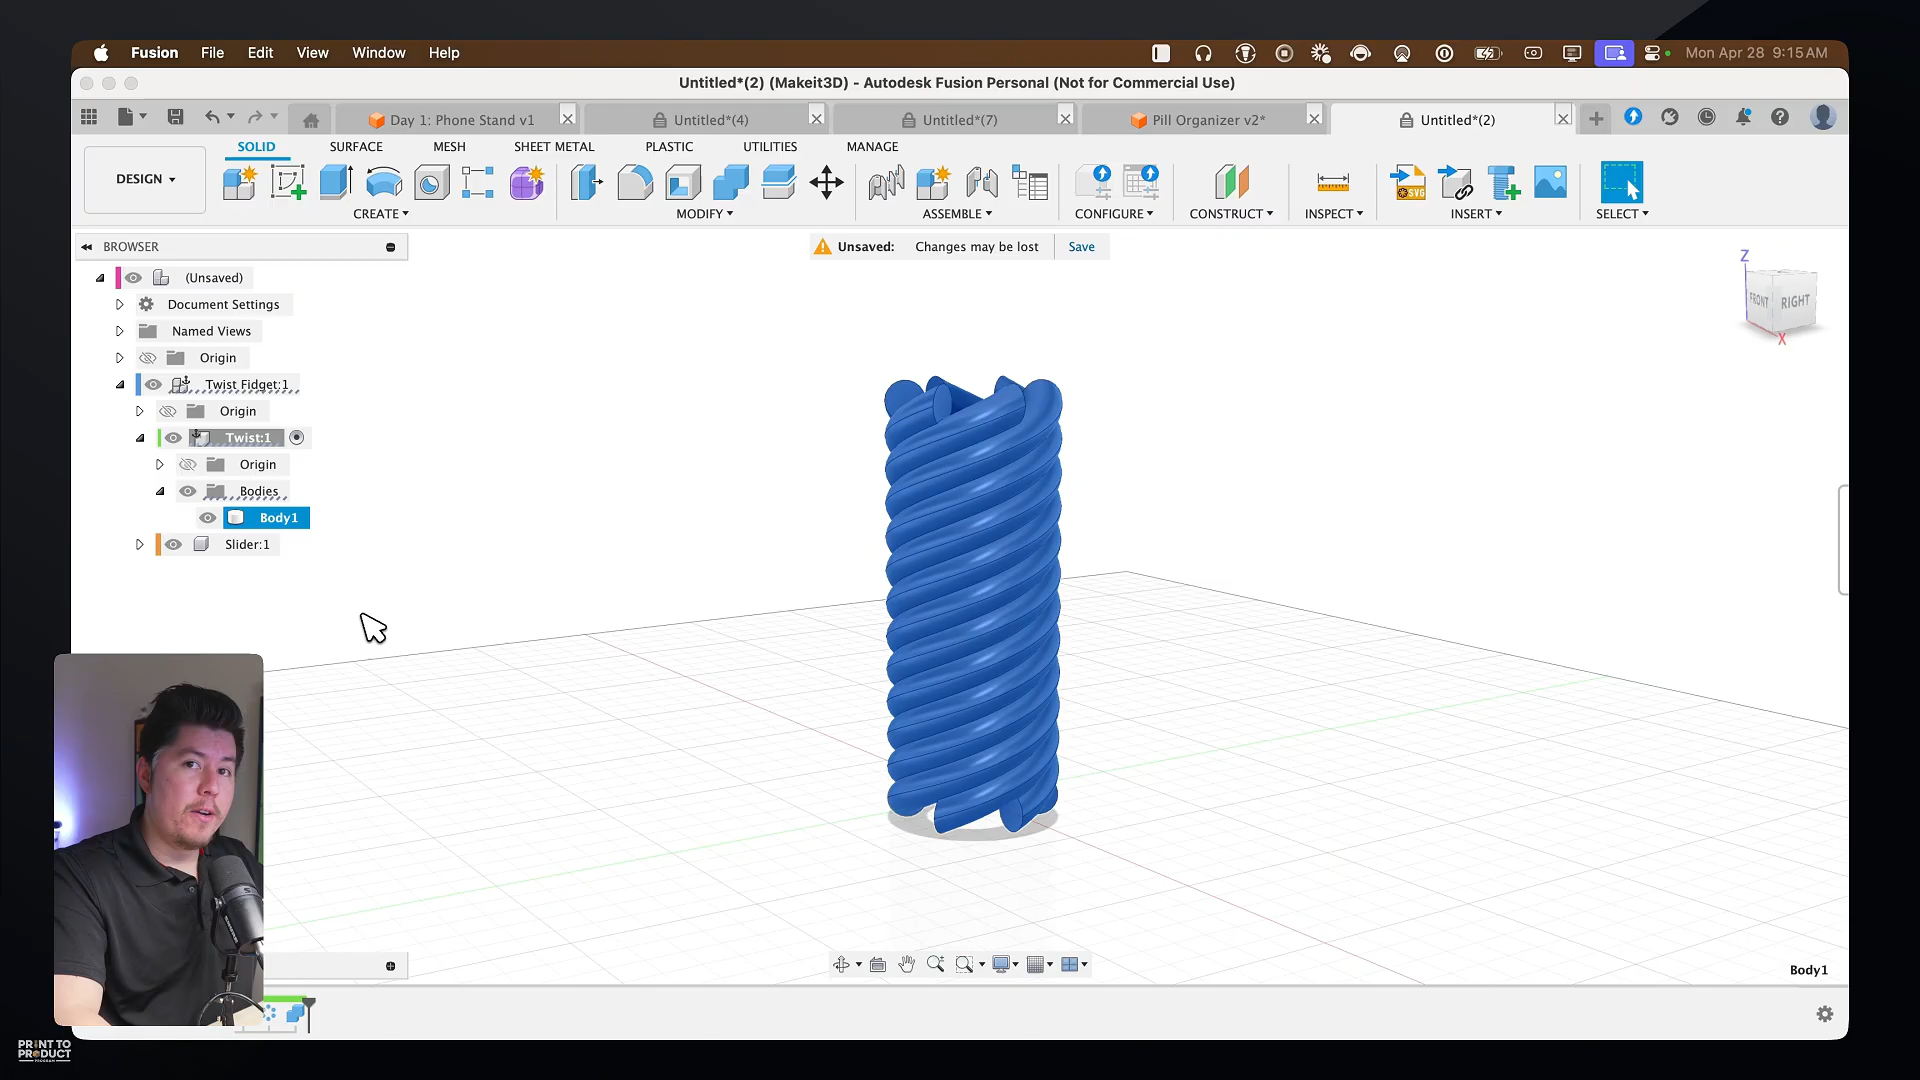 Fusion File Edit View Window Help Mon Apr 28 9:15 AM
Untitled*(2) (Makeit3D) - Autodesk Fusion Personal (Not for Commercial Use)
Day 1: Phone Stand v1 Untitled*(4) Untitled*(7) Pill Organizer v2* Untitled*(2)
SOLID SURFACE MESH SHEET METAL PLASTIC UTILITIES MANAGE
DESIGN
SVG
CREATE MODIFY ASSEMBLE CONFIGURE CONSTRUCT INSPECT INSERT SELECT
BROWSER
Unsaved: Changes may be lost Save
(Unsaved)
Document Settings
Named Views
Origin
Twist Fidget:1
Origin
Twist:1
Origin
Bodies
Body1
Slider:1
Z
FRONT RIGHT
X
Body1
PRINT TO
PRODUCT
PROGRAM